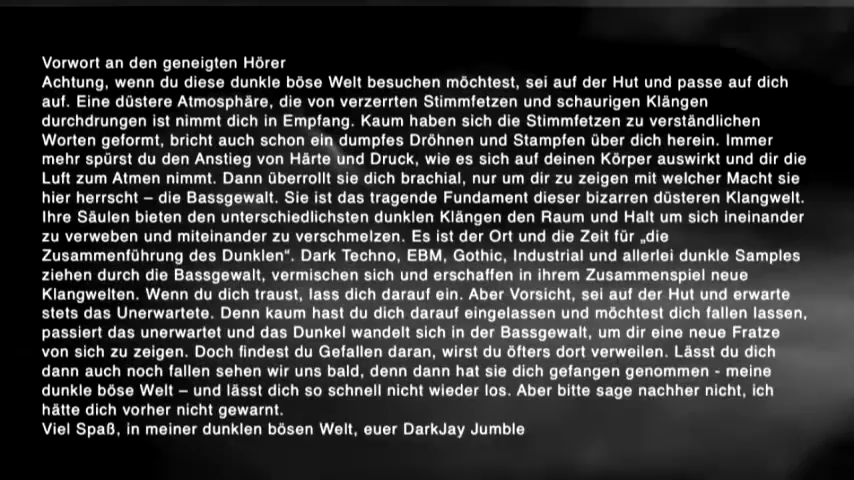 Vorwort an den geneigten Hörer
Achtung, wenn du diese dunkle böse Welt besuchen möchtest, sei auf der Hut und passe auf dich
auf. Eine düstere Atmosphäre, die von verzerrten Stimmfetzen und schaurigen Klängen
durchdrungen ist nimmt dich in Empfang. Kaum haben sich die Stimmfetzen zu verständlichen
Worten geformt, bricht auch schon ein dumpfes Dröhnen und Stampfen über dich herein. Immer
mehr spürst du den Anstieg von Härte und Druck, wie es sich auf deinen Körper auswirkt und dir die
Luft zum Atmen nimmt. Dann überrollt sie dich brachial, nur um dir zu zeigen mit welcher Macht sie
hier herrscht – die Bassgewalt. Sie ist das tragende Fundament dieser bizarren düsteren Klangwelt.
Ihre Säulen bieten den unterschiedlichsten dunklen Klängen den Raum und Halt um sich ineinander
zu verweben und miteinander zu verschmelzen. Es ist der Ort und die Zeit für „die
Zusammenführung des Dunklen“. Dark Techno, EBM, Gothic, Industrial und allerlei dunkle Samples
ziehen durch die Bassgewalt, vermischen sich und erschaffen in ihrem Zusammenspiel neue
Klangwelten. Wenn du dich traust, lass dich darauf ein. Aber Vorsicht, sei auf der Hut und erwarte
stets das Unerwartete. Denn kaum hast du dich darauf eingelassen und möchtest dich fallen lassen,
passiert das unerwartet und das Dunkel wandelt sich in der Bassgewalt, um dir eine neue Fratze
von sich zu zeigen. Doch findest du Gefallen daran, wirst du öfters dort verweilen. Lässt du dich
dann auch noch fallen sehen wir uns bald, denn dann hat sie dich gefangen genommen - meine
dunkle böse Welt – und lässt dich so schnell nicht wieder los. Aber bitte sage nachher nicht, ich
hätte dich vorher nicht gewarnt.
Viel Spaß, in meiner dunklen bösen Welt, euer DarkJay Jumble